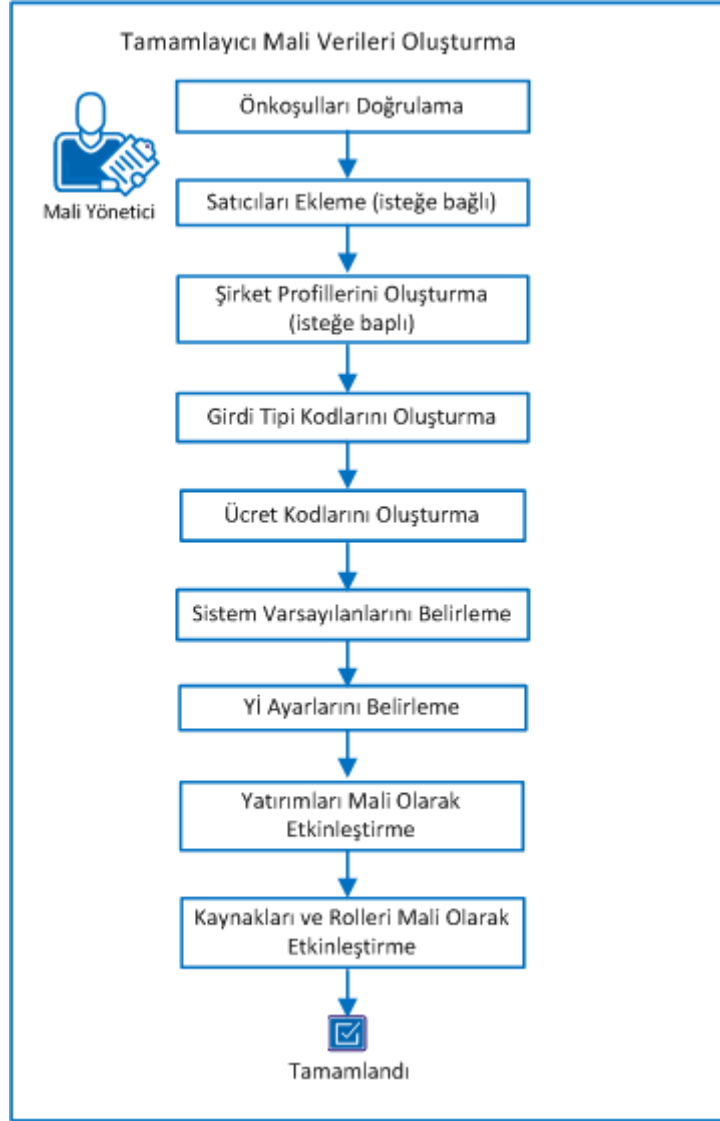 Tamamlayıcı Mali Verileri Oluşturma
Önkoşulları Doğrulama
Mali Yönetici
Satıcıları Ekleme (isteğe bağlı)
Şirket Profillerini Oluşturma
(isteğe baplı)
Girdi Tipi Kodlarını Oluşturma
Ücret Kodlarını Oluşturma
Sistem Varsayılanlarını Belirleme
Yİ Ayarlarını Belirleme
Yatırımları Mali Olarak
Etkinleştirme
Kaynakları ve Rolleri Mali Olarak
Etkinleştirme
Tamamlandı